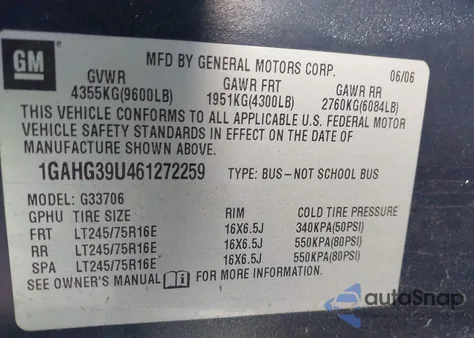 GM
MFD BY GENERAL MOTORS CORP. 06/06
GVWR GAWR FRT GAWR RR
4355KG(9600LB) 1951KG(4300LB) 2760KG(6084LB)
THIS VEHICLE CONFORMS TO ALL APPLICABLE U.S. FEDERAL MOTOR
VEHICLE SAFETY STANDARDS IN EFFECT ON THE DATE OF
MANUFACTURE SHOWN ABOVE.
1GAHG39U461272259 TYPE: BUS-NOT SCHOOL BUS
MODEL: G33706
GPHU TIRE SIZE RIM COLD TIRE PRESSURE
FRT LT245/75R16E 16X6.5J 340KPA(50PSI)
RR LT245/75R16E 16X6.5J 550KPA(80PSI)
SPA LT245/75R16E 16X6.5J 550KPA(80PSI)
SEE OWNER'S MANUAL FOR MORE INFORMATION
autoSnap